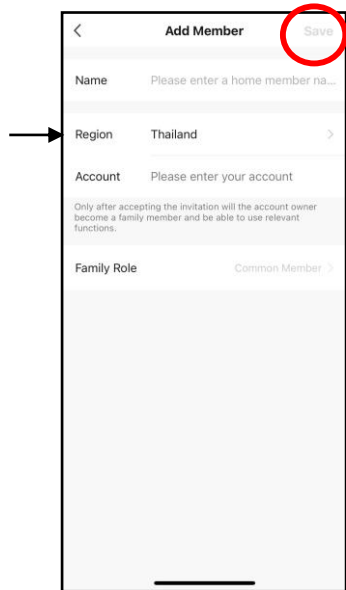 Add Member Save
Name Please enter a home member na...
Region Thailand
Account Please enter your account
Only after accepting the invitation will the account owner
become a family member and be able to use relevant
functions.
Family Role Common Member